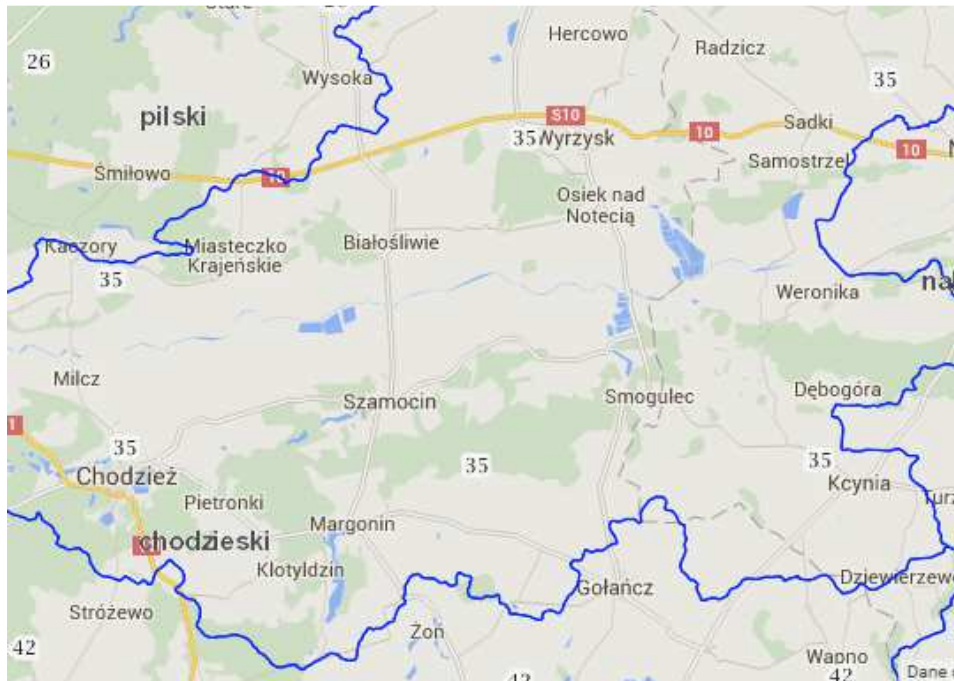 Hercowo
Radzicz
26
Wysoka
35
pilski
S10
35
Wyrzysk
10
Sadki
10
Samostrzel
Śmiłowo
10
Osiek nad
Notecią
Kaczory
Miasteczko
Krajeńskie
Białośliwie
35
Weronika
Milcz
Szamocin
Smogulec
Dębogóra
35
35
35
Chodzież
Kcynia
Pietronki
Margonin
chodzieski
Klotyldzin
Gołańcz
Dziewierzewo
Stróżewo
Żoń
42
Wapno
42
42
Dane